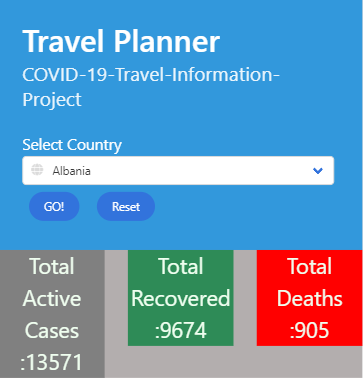 Travel Planner
COVID-19-Travel-Information-
Project
Select Country
Albania
GO! Reset
Total
Active
Cases
:13571
Total
Recovered
:9674
Total
Deaths
:905